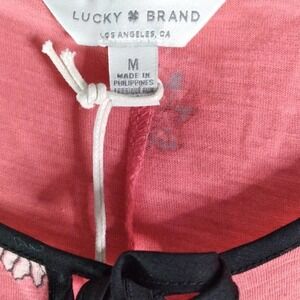 LUCKY BRAND
LOS ANGELES, CA
M
MADE IN
PHILIPPINES